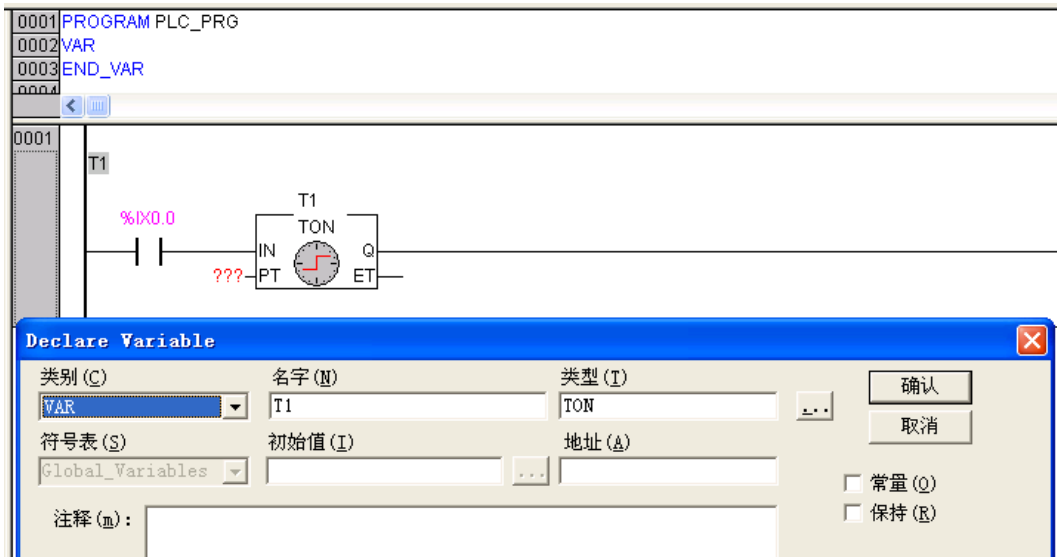 0001 PROGRAM PLC_PRG
0002 VAR
0003 END_VAR
0004
0001
T1
T1
%IX0.0
TON
IN Q
??? PT ET
Declare Variable
类别(C) 名字(N) 类型(T)
VAR T1 TON ... 确认
取消
符号表(S) 初始值(I) 地址(A)
Global_Variables ...
常量(O)
注释(m): 保持(R)